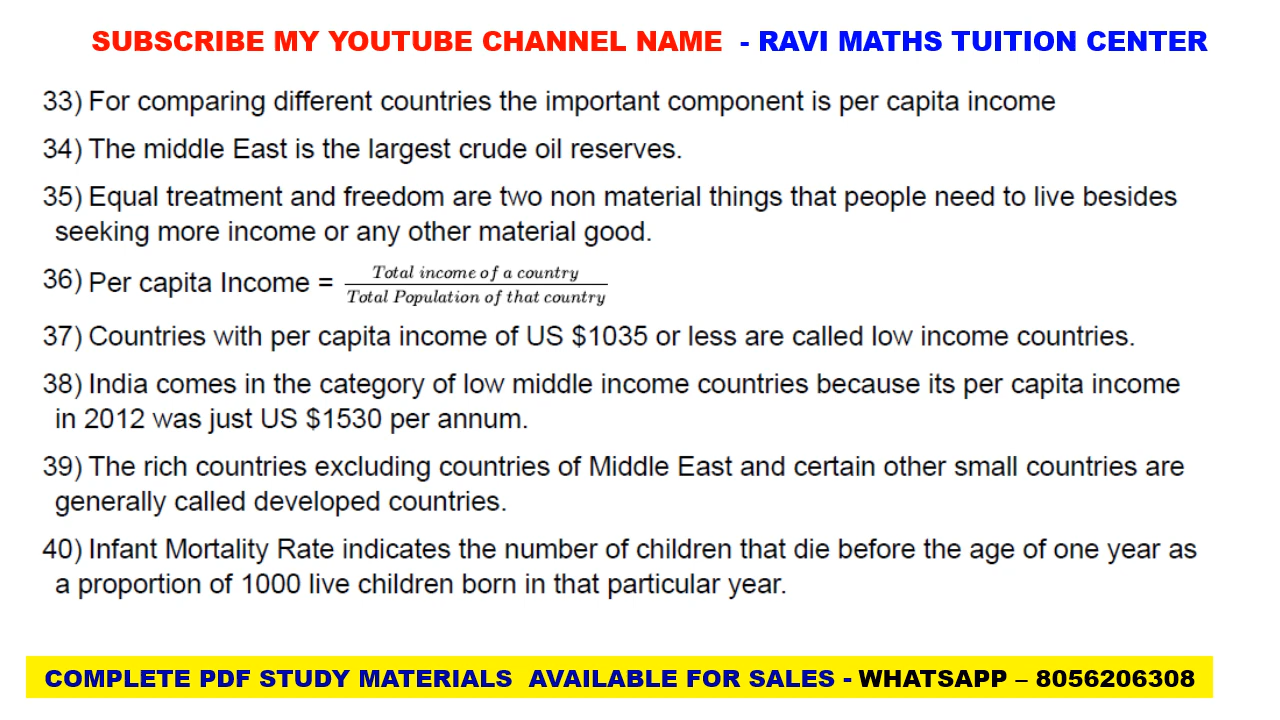 SUBSCRIBE MY YOUTUBE CHANNEL NAME - RAVI MATHS TUITION CENTER
33) For comparing different countries the important component is per capita income
34) The middle East is the largest crude oil reserves.
35) Equal treatment and freedom are two non material things that people need to live besides
seeking more income or any other material good.
36) Per capita Income = Total income of a country / Total Population of that country
37) Countries with per capita income of US $1035 or less are called low income countries.
38) India comes in the category of low middle income countries because its per capita income
in 2012 was just US $1530 per annum.
39) The rich countries excluding countries of Middle East and certain other small countries are
generally called developed countries.
40) Infant Mortality Rate indicates the number of children that die before the age of one year as
a proportion of 1000 live children born in that particular year.
COMPLETE PDF STUDY MATERIALS AVAILABLE FOR SALES - WHATSAPP – 8056206308